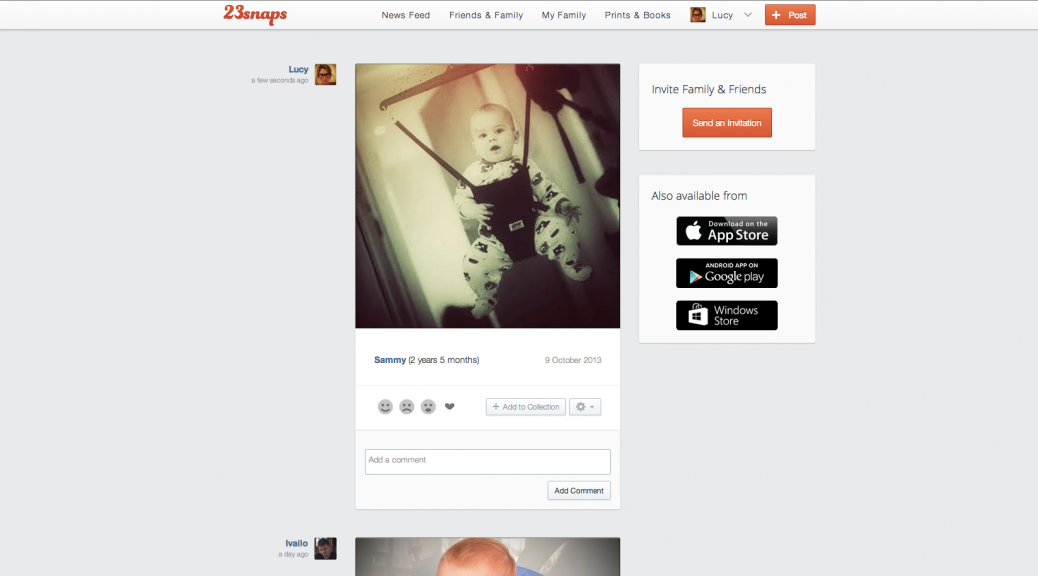 23snaps
News Feed
Friends & Family
My Family
Prints & Books
Lucy
+ Post
Lucy
a few seconds ago
Sammy (2 years 5 months)
9 October 2013
+ Add to Collection
Add a comment
Add Comment
Invite Family & Friends
Send an Invitation
Also available from
Download on the
App Store
ANDROID APP ON
Google play
Windows
Store
Ivailo
a day ago